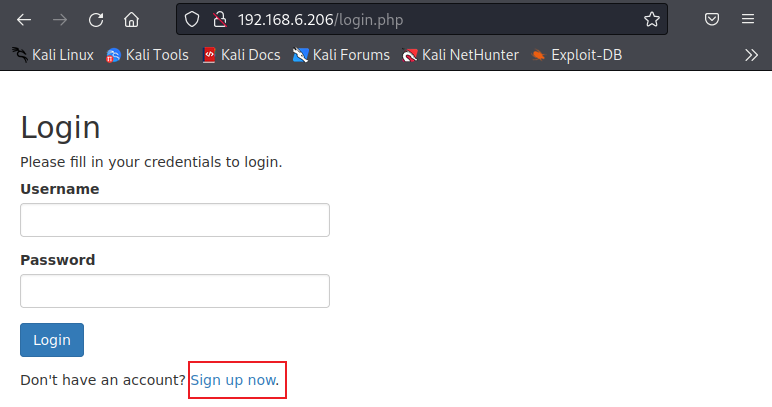 192.168.6.206/login.php
Kali Linux Kali Tools Kali Docs Kali Forums Kali NetHunter Exploit-DB
Login
Please fill in your credentials to login.
Username
Password
Login
Don't have an account? Sign up now.